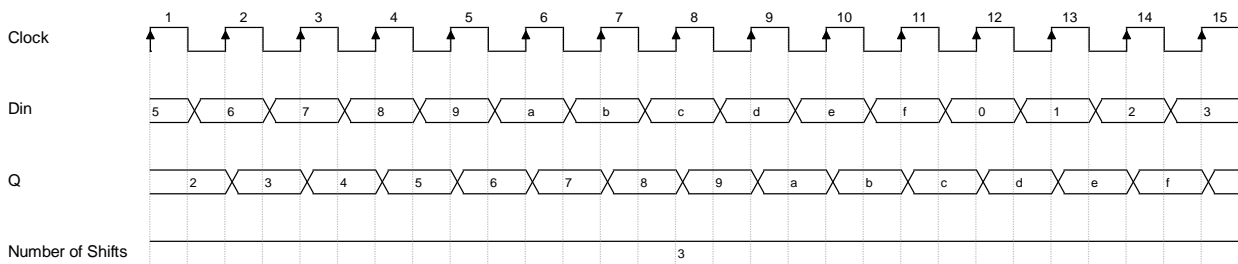 1 2 3 4 5 6 7 8 9 10 11 12 13 14 15
Clock
Din 5 6 7 8 9 a b c d e f 0 1 2 3
Q 2 3 4 5 6 7 8 9 a b c d e f
Number of Shifts 3